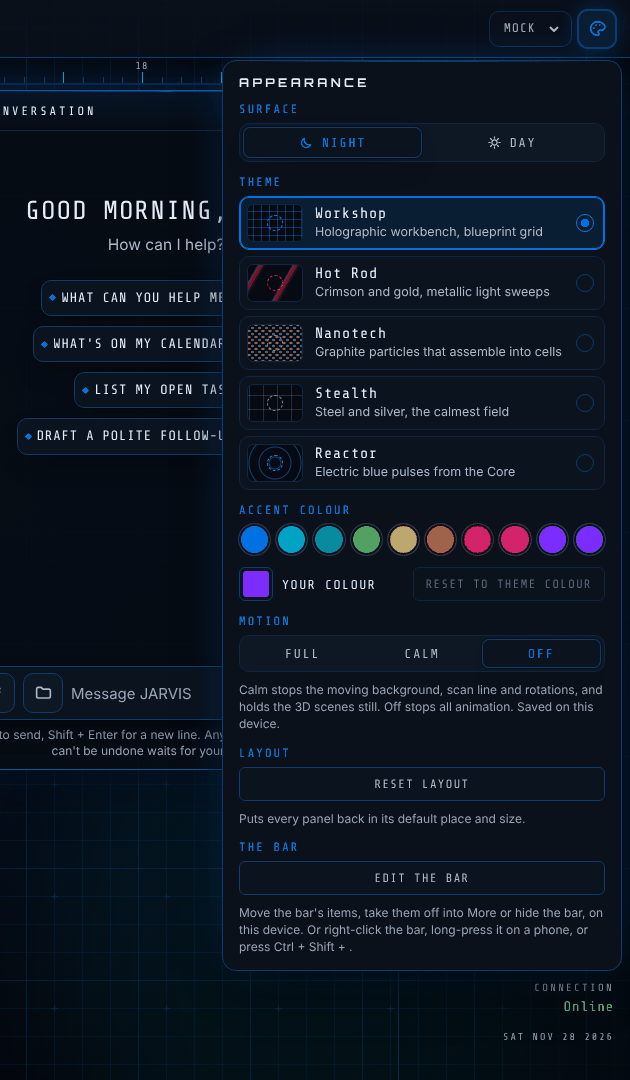 MOCK
18
NVERSATION
GOOD MORNING,
How can I help?
WHAT CAN YOU HELP ME
WHAT'S ON MY CALENDAR
LIST MY OPEN TAS
DRAFT A POLITE FOLLOW-U
Message JARVIS
to send, Shift + Enter for a new line. Any
can't be undone waits for your
APPEARANCE
SURFACE
NIGHT
DAY
THEME
Workshop
Holographic workbench, blueprint grid
Hot Rod
Crimson and gold, metallic light sweeps
Nanotech
Graphite particles that assemble into cells
Stealth
Steel and silver, the calmest field
Reactor
Electric blue pulses from the Core
ACCENT COLOUR
YOUR COLOUR
RESET TO THEME COLOUR
MOTION
FULL
CALM
OFF
Calm stops the moving background, scan line and rotations, and
holds the 3D scenes still. Off stops all animation. Saved on this
device.
LAYOUT
RESET LAYOUT
Puts every panel back in its default place and size.
THE BAR
EDIT THE BAR
Move the bar's items, take them off into More or hide the bar, on
this device. Or right-click the bar, long-press it on a phone, or
press Ctrl + Shift + .
CONNECTION
Online
SAT NOV 28 2026